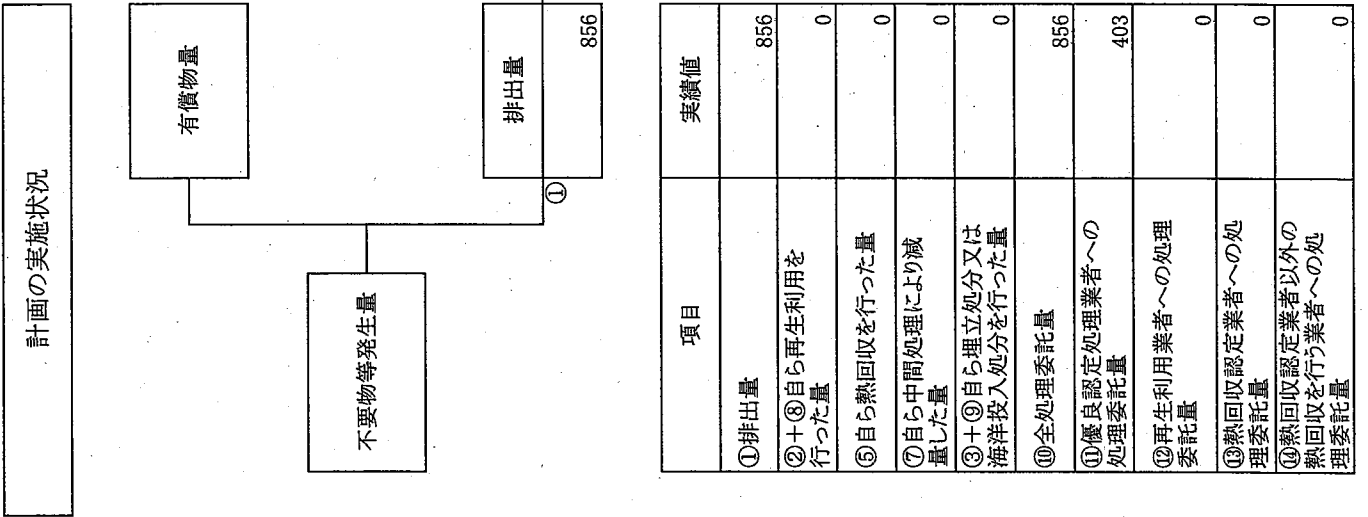 計画の実施状況
有償物量
不要物等発生量
排出量
①
856
項目
実績値
①排出量
856
②+⑧自ら再生利用を
行った量
0
⑤自ら熱回収を行った量
0
⑦自ら中間処理により減
量した量
0
③+⑨自ら埋立処分又は
海洋投入処分を行った量
0
⑩全処理委託量
856
⑪優良認定処理業者への
処理委託量
403
⑫再生利用業者への処理
委託量
0
⑬熱回収認定業者への処
理委託量
0
⑭熱回収認定業者以外の
熱回収を行う業者への処
理委託量
0